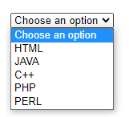 Choose an option
Choose an option
HTML
JAVA
C++
PHP
PERL